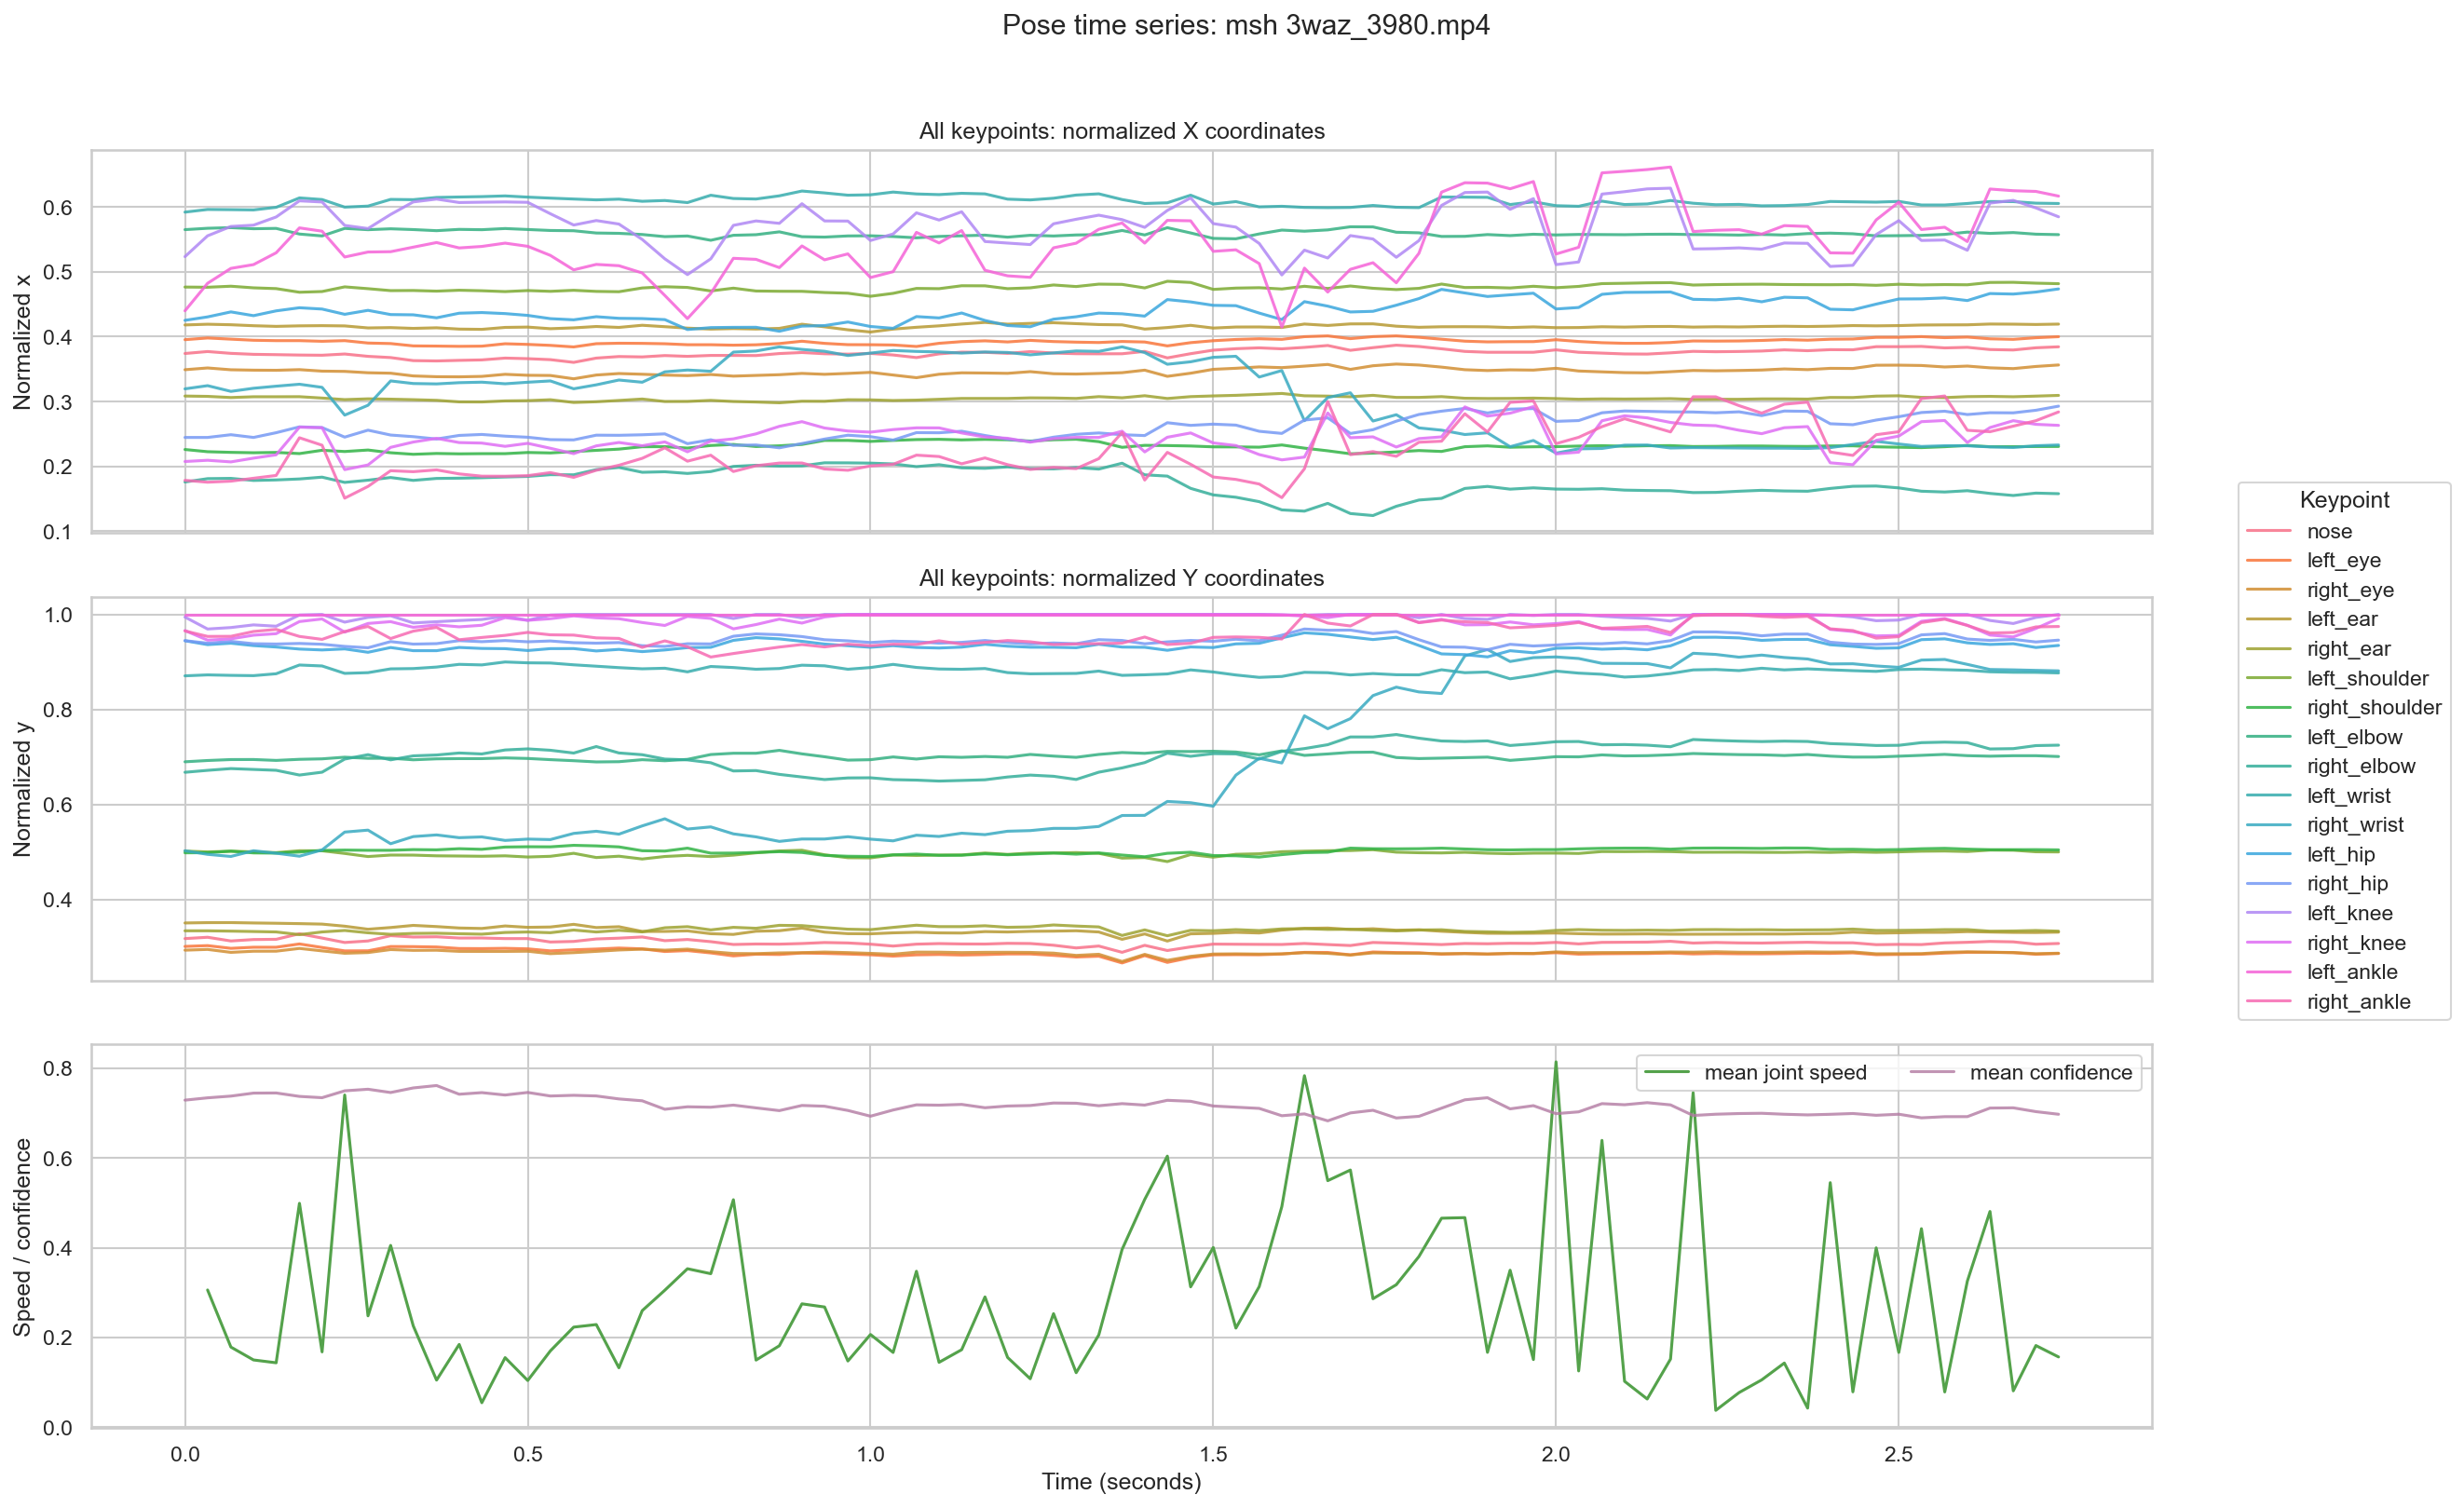 Pose time series: msh 3waz_3980.mp4
All keypoints: normalized X coordinates
Normalized x
0.6
0.5
0.4
0.3
0.2
0.1
All keypoints: normalized Y coordinates
Normalized y
1.0
0.8
0.6
0.4
Keypoint
nose
left_eye
right_eye
left_ear
right_ear
left_shoulder
right_shoulder
left_elbow
right_elbow
left_wrist
right_wrist
left_hip
right_hip
left_knee
right_knee
left_ankle
right_ankle
mean joint speed
mean confidence
Speed / confidence
0.8
0.6
0.4
0.2
0.0
0.0
0.5
1.0
1.5
2.0
2.5
Time (seconds)